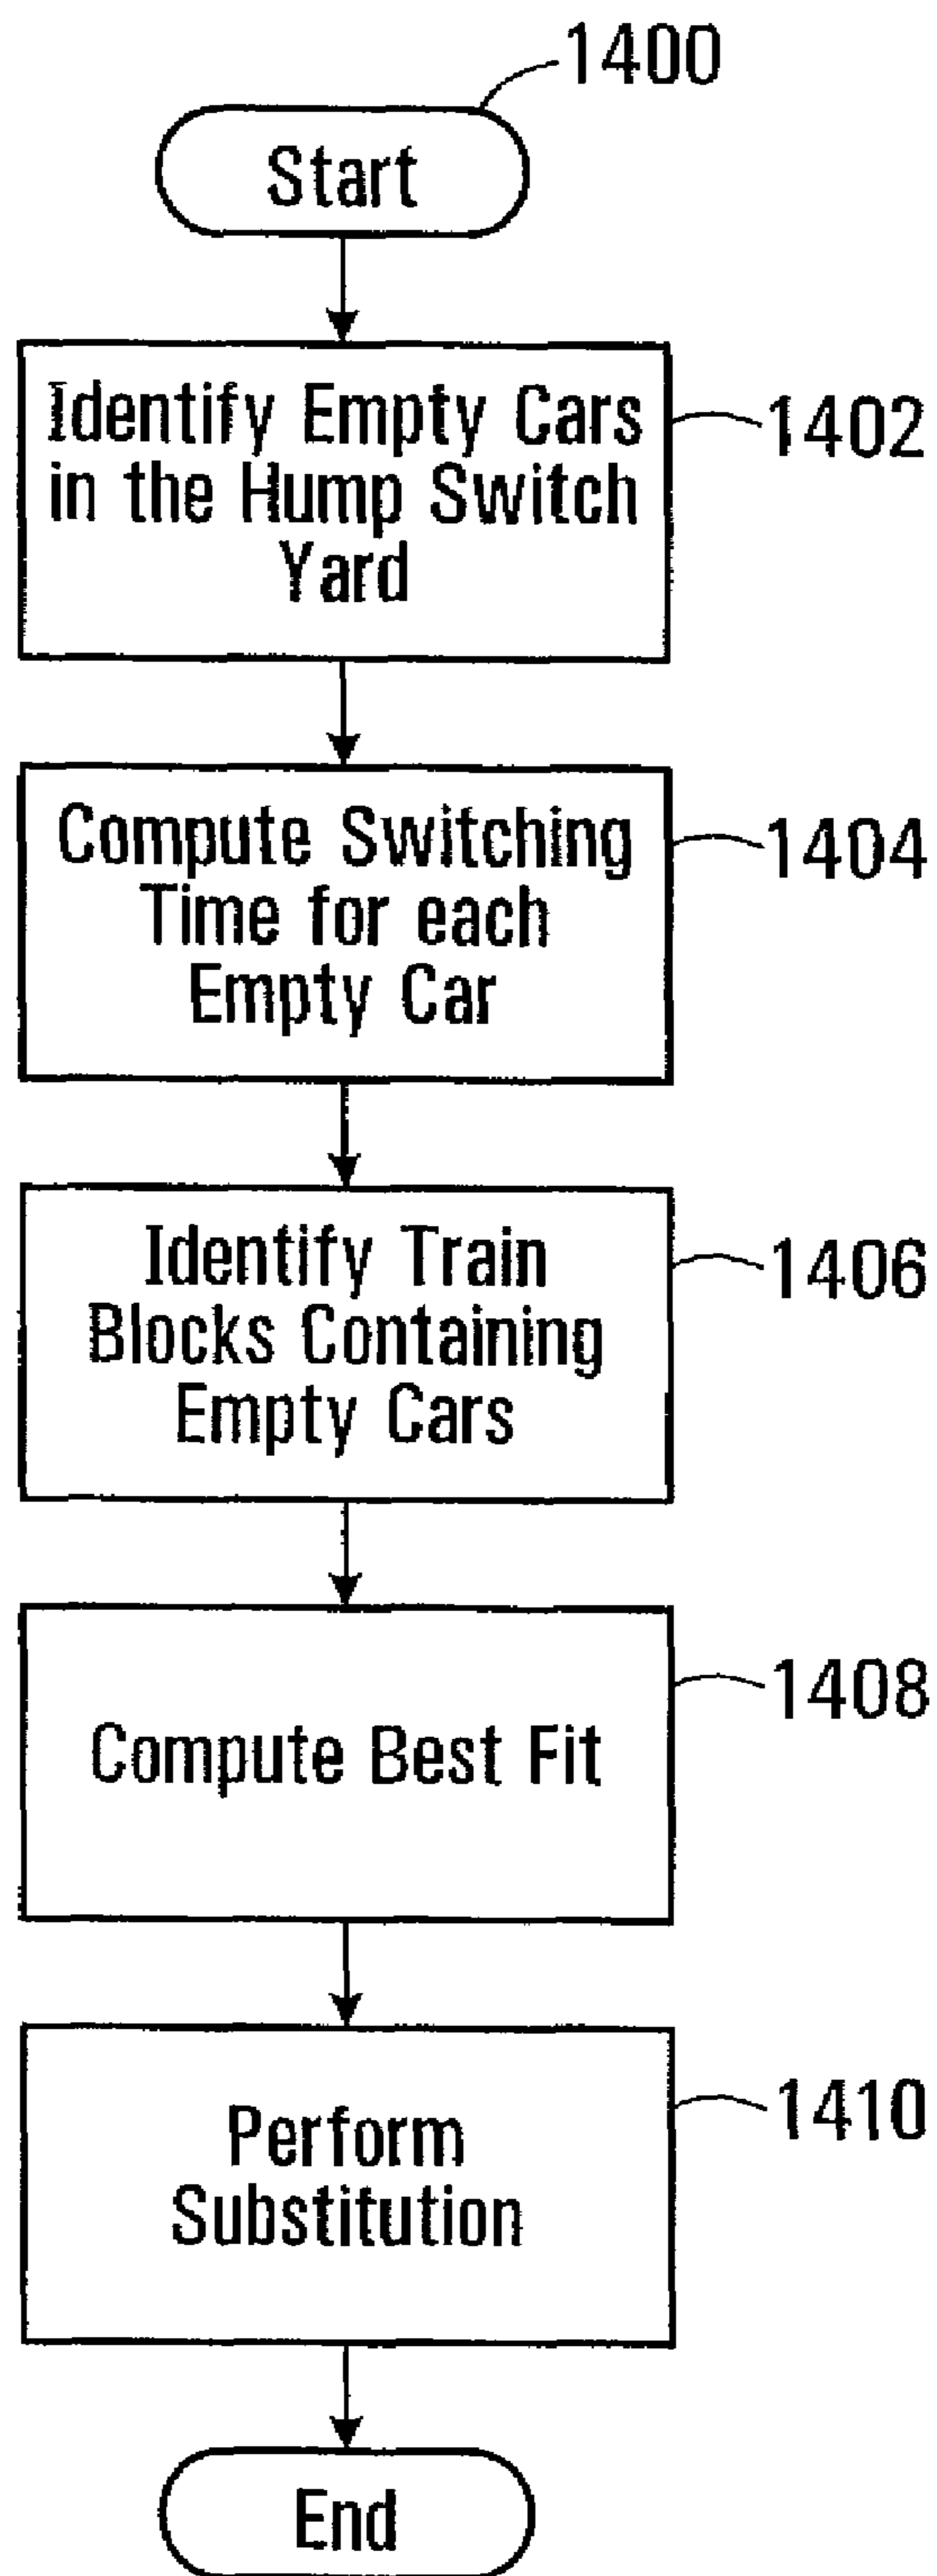 1400
Start
Identify Empty Cars
in the Hump Switch
Yard
1402
Compute Switching
Time for each
Empty Car
1404
Identify Train
Blocks Containing
Empty Cars
1406
Compute Best Fit
1408
Perform
Substitution
1410
End